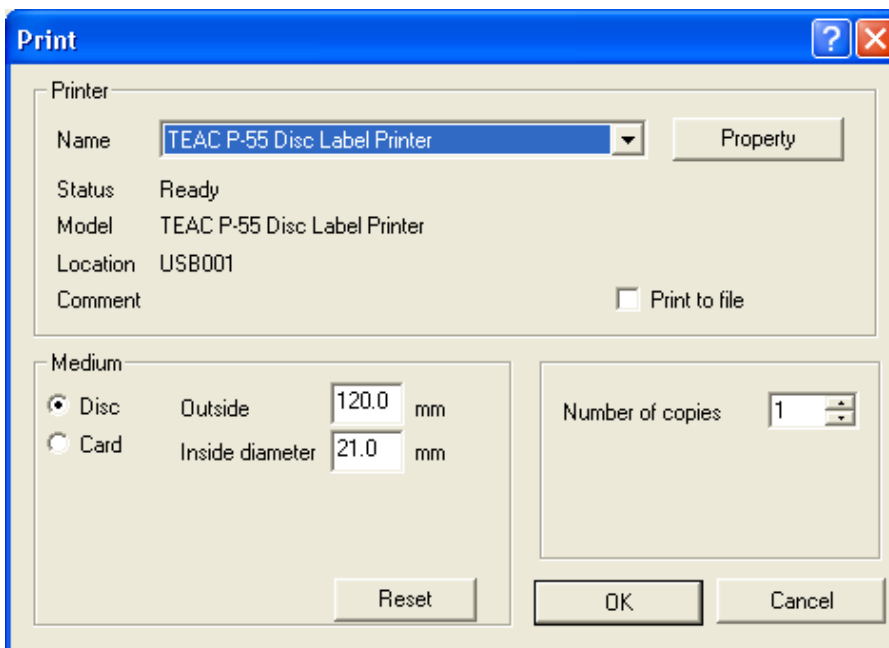 Print
Printer
Name TEAC P-55 Disc Label Printer Property
Status Ready
Model TEAC P-55 Disc Label Printer
Location USB001
Comment Print to file
Medium
Disc Outside 120.0 mm
Card Inside diameter 21.0 mm
Number of copies 1
Reset
OK Cancel